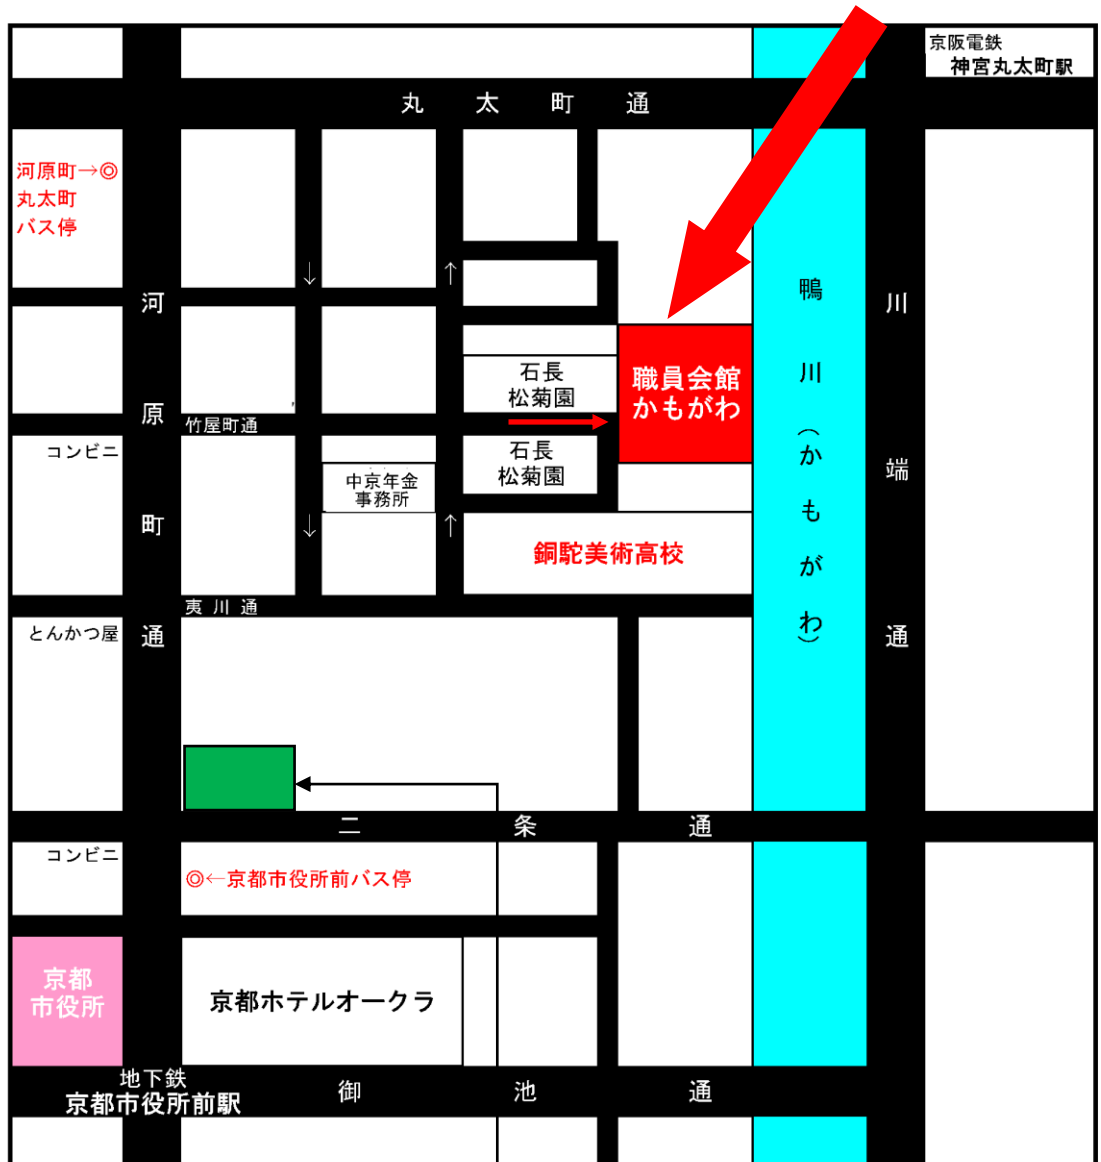 京阪電鉄
神宮丸太町駅
丸太町通
河原町→◎
丸太町
バス停
↓
↑
河原町通
鴨川（かもがわ）
川端通
石長
松菊園
職員会館
かもがわ
竹屋町通
コンビニ
石長
松菊園
中京年金
事務所
↓
↑
銅駝美術高校
夷川通
とんかつ屋
二条通
コンビニ
◎←京都市役所前バス停
京都
市役所
京都ホテルオークラ
地下鉄
京都市役所前駅
御池通